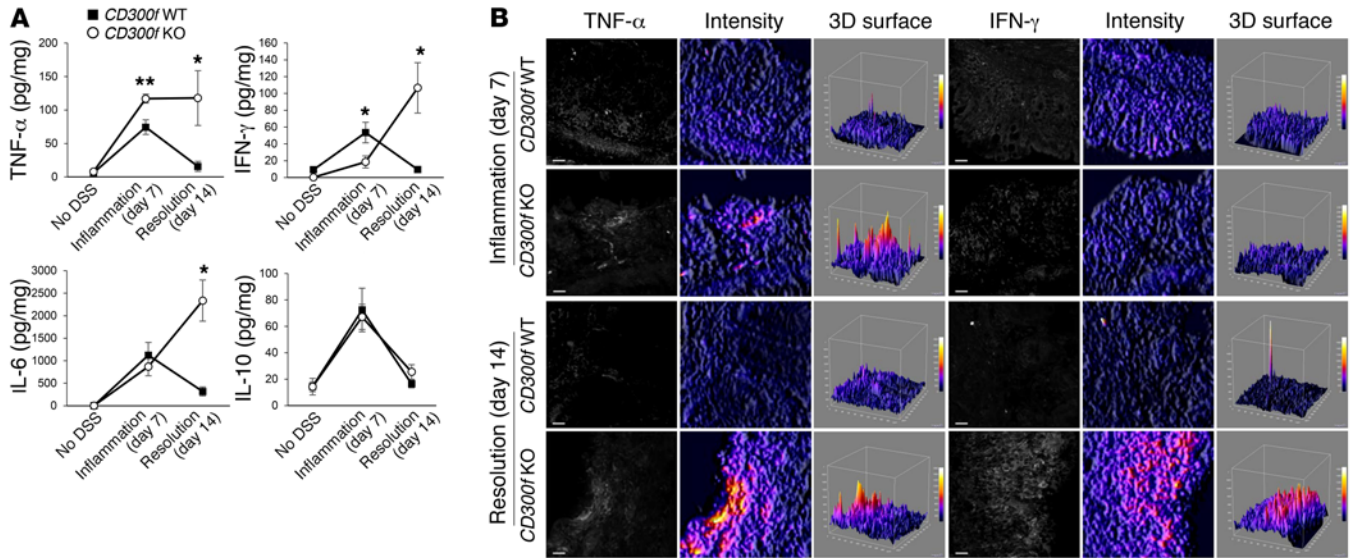 A
CD300f WT
CD300f KO
TNF-α (pg/mg)
200
150
100
50
0
**
*
No DSS
Inflammation
(day 7)
Resolution
(day 14)
IFN-γ (pg/mg)
160
140
120
100
80
60
40
20
0
*
*
No DSS
Inflammation
(day 7)
Resolution
(day 14)
IL-6 (pg/mg)
3000
2500
2000
1500
1000
500
0
*
No DSS
Inflammation
(day 7)
Resolution
(day 14)
IL-10 (pg/mg)
100
80
60
40
20
0
No DSS
Inflammation
(day 7)
Resolution
(day 14)
B
TNF-α Intensity 3D surface IFN-γ Intensity 3D surface
Inflammation (day 7)
CD300f WT
CD300f KO
Resolution (day 14)
CD300f WT
CD300f KO